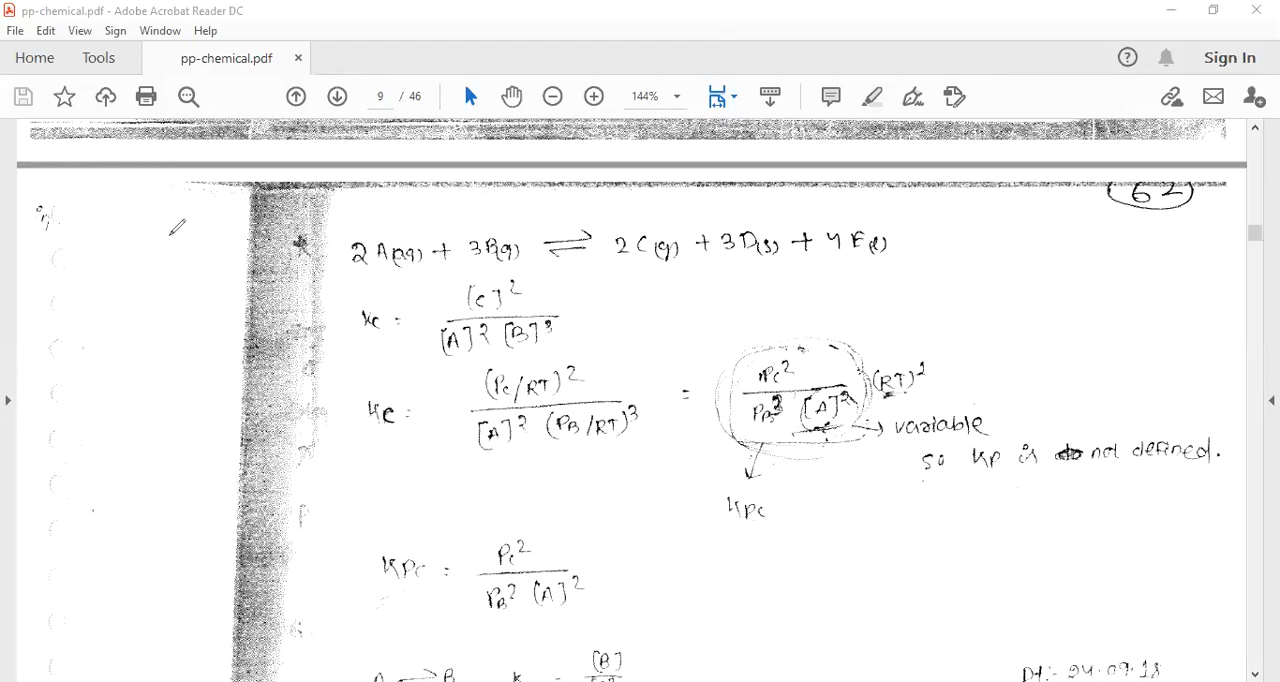 pp-chemical.pdf - Adobe Acrobat Reader DC
File Edit View Sign Window Help
Home Tools pp-chemical.pdf × Sign In
9 / 46 144%
62
2A(aq) + 3B(g) ⇌ 2C(g) + 3D(s) + 4E(l)
Kc = [C]² / [A]² [B]³
Kc = (Pc/RT)² / [A]² (PB/RT)³ = Pc² / PB³ [A]² (RT)² → variable
so Kp is not defined.
Kpc
Kpc = Pc² / PB³ [A]²
A ⇌ B K = [B]
Dt:- 24.09.18